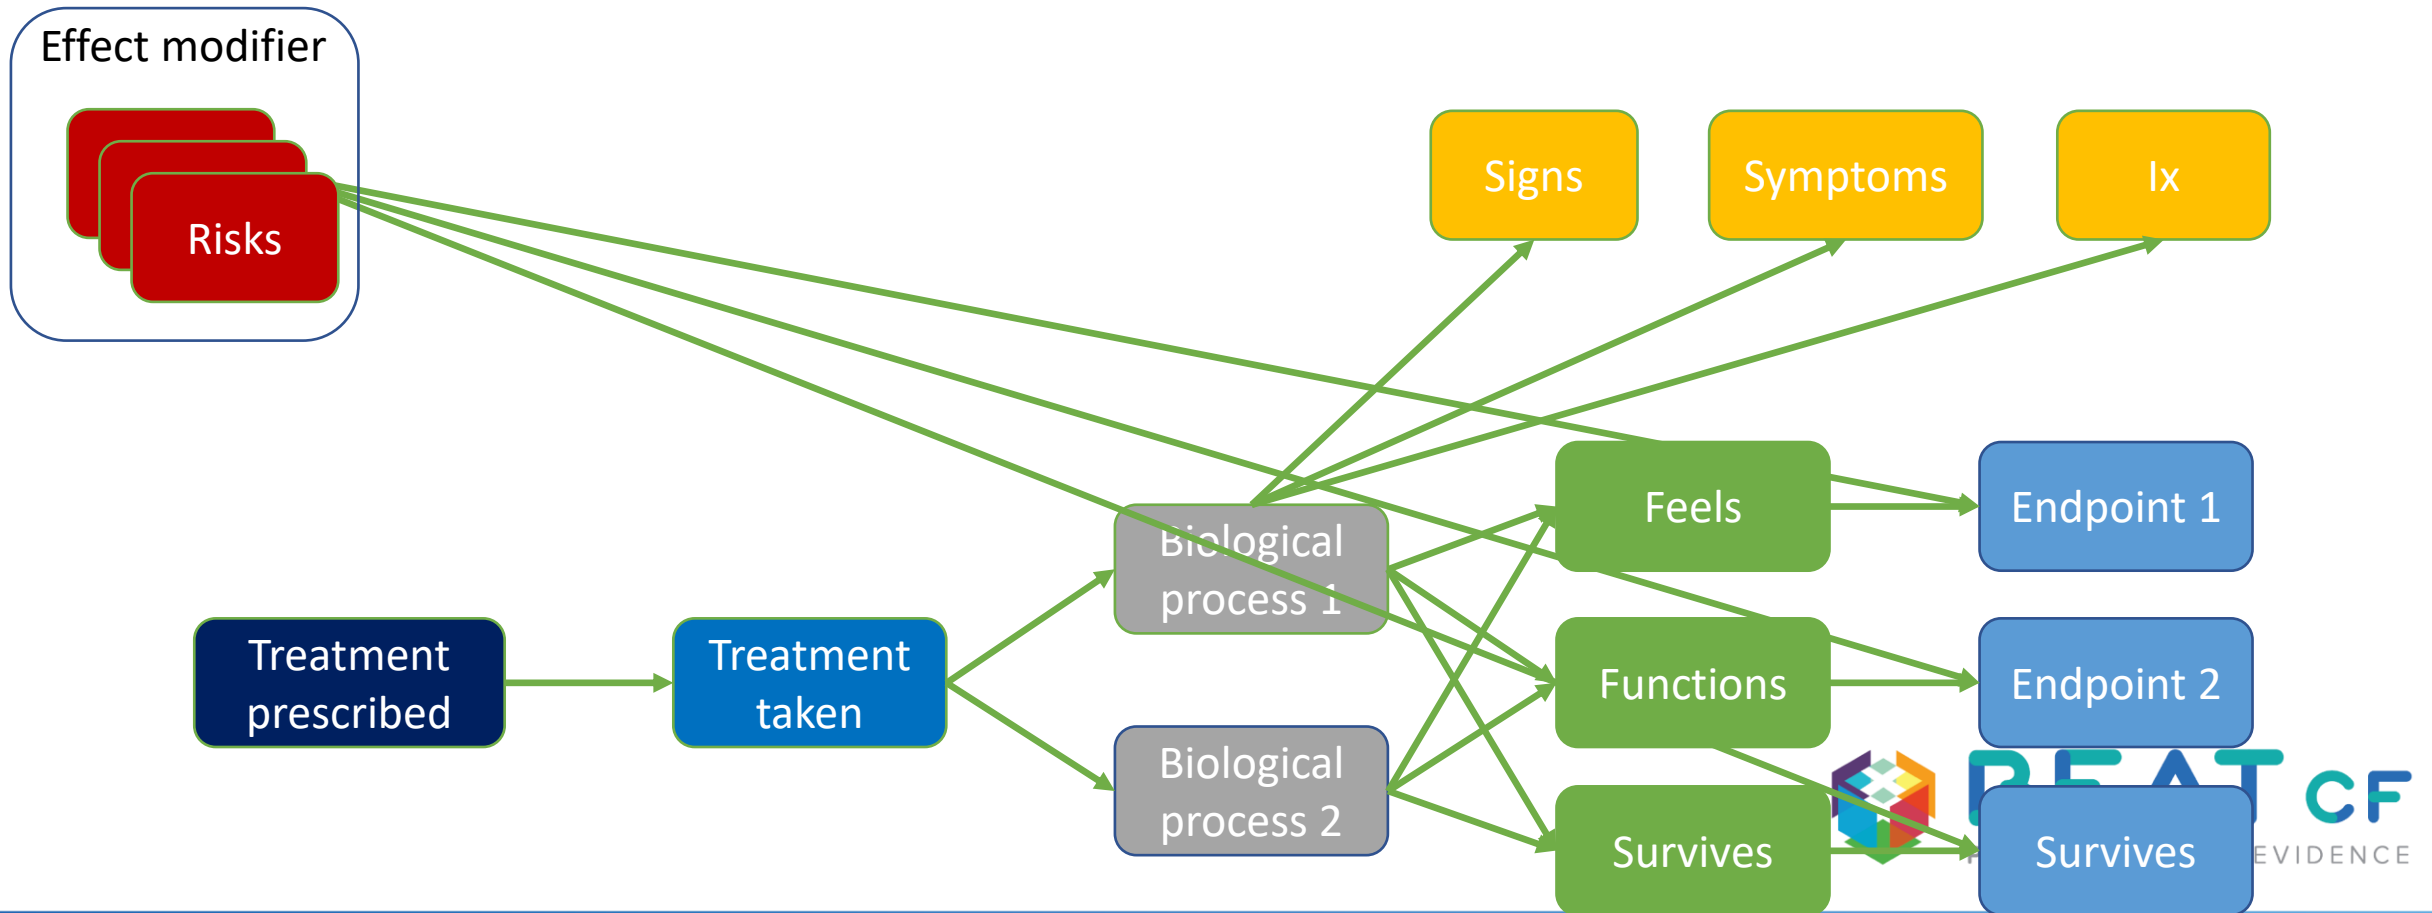 Effect modifier
Risks
Signs
Symptoms
Ix
Feels
Endpoint 1
Biological
process 1
Treatment
prescribed
Treatment
taken
Functions
Endpoint 2
Biological
process 2
Survives
Survives
CF
EVIDENCE